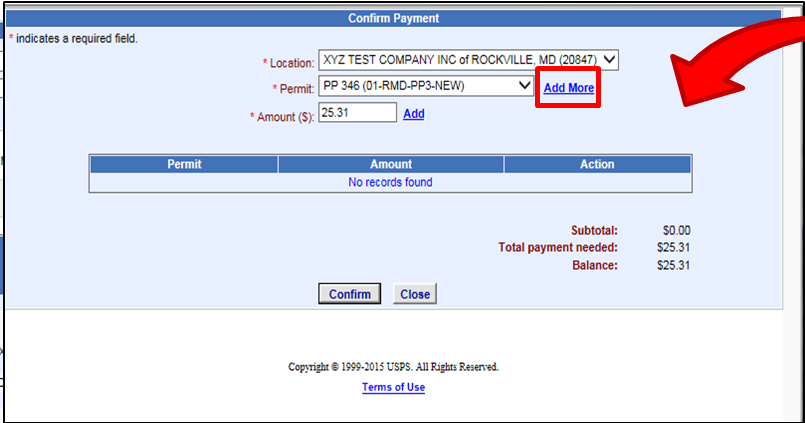 Confirm Payment
* indicates a required field.
* Location: XYZ TEST COMPANY INC of ROCKVILLE, MD (20847)
* Permit: PP 346 (01-RMD-PP3-NEW) Add More
* Amount ($): 25.31 Add
Permit Amount Action
No records found
Subtotal: $0.00
Total payment needed: $25.31
Balance: $25.31
Confirm Close
Copyright © 1999-2015 USPS. All Rights Reserved.
Terms of Use